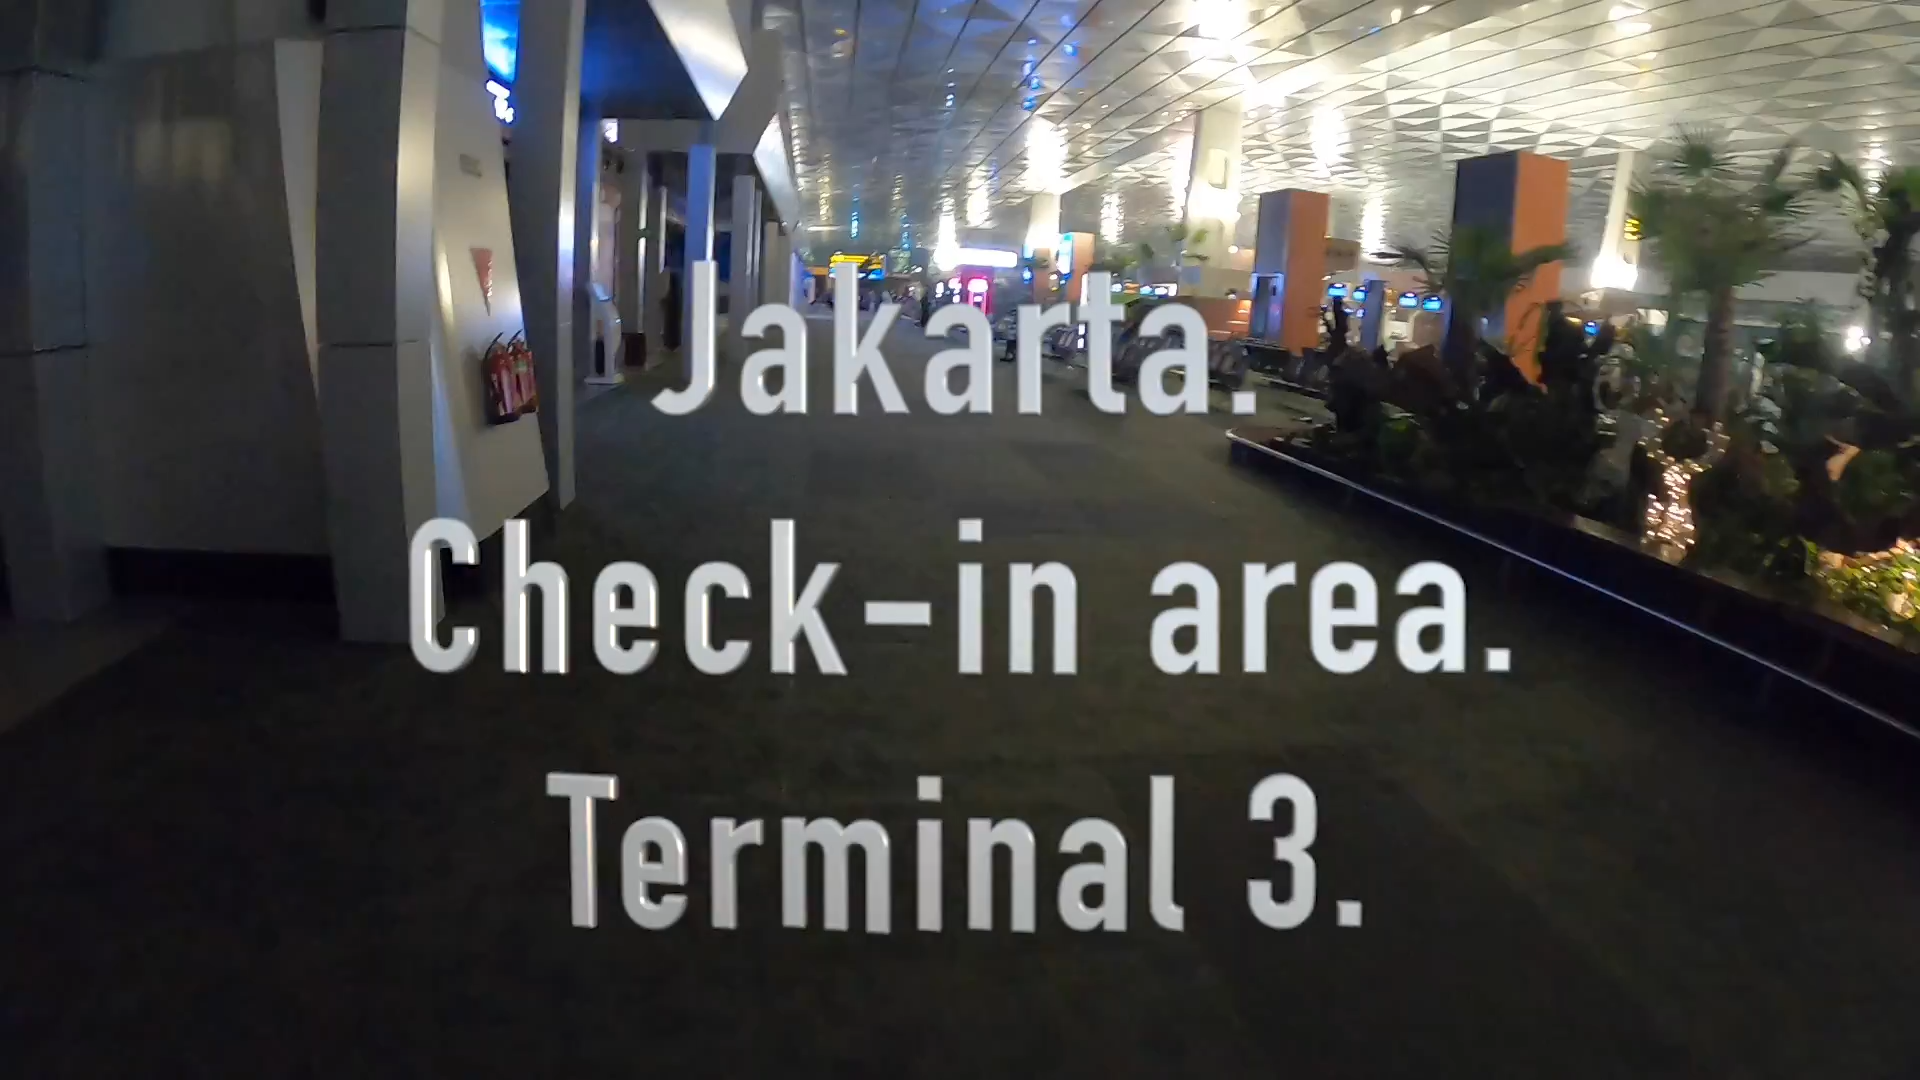 Jakarta.
Check-in area.
Terminal 3.